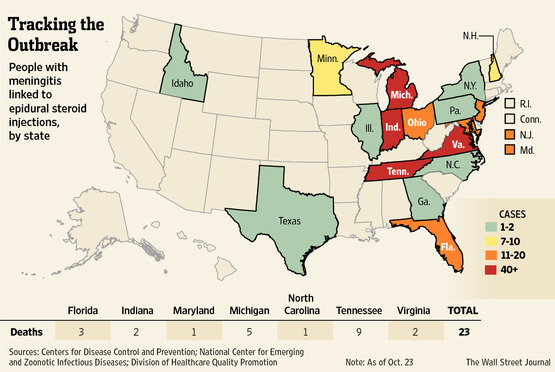 Tracking the
Outbreak
People with
meningitis
linked to
epidural steroid
injections,
by state
N.H.
Minn.
Idaho
Mich.
N.Y.
Pa.
Ill.
Ind.
Ohio
Va.
Tenn.
N.C.
Ga.
Texas
Fla.
R.I.
Conn.
N.J.
Md.
CASES
1-2
7-10
11-20
40+
Florida Indiana Maryland Michigan North Carolina Tennessee Virginia TOTAL
Deaths 3 2 1 5 1 9 2 23
Sources: Centers for Disease Control and Prevention; National Center for Emerging
and Zoonotic Infectious Diseases; Division of Healthcare Quality Promotion
Note: As of Oct. 23
The Wall Street Journal